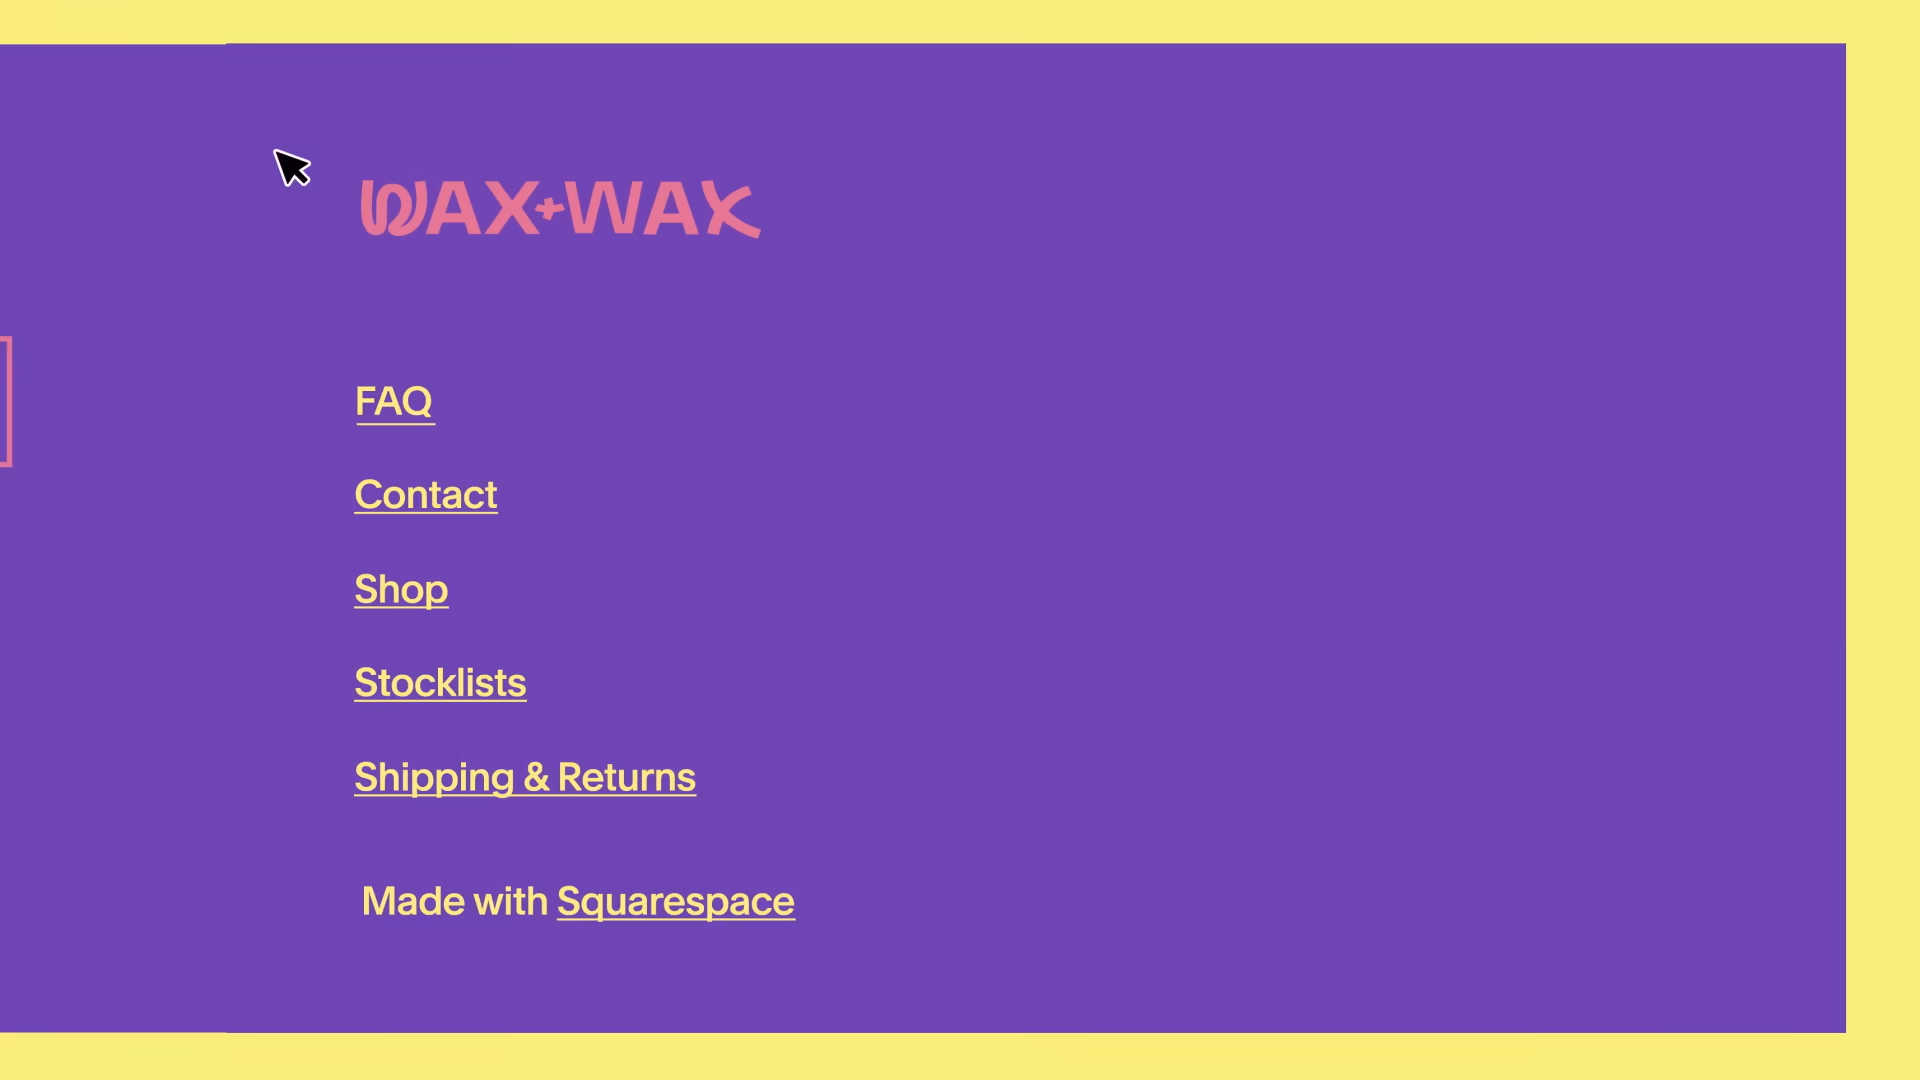 WAX+WAX
FAQ
Contact
Shop
Stocklists
Shipping & Returns
Made with Squarespace